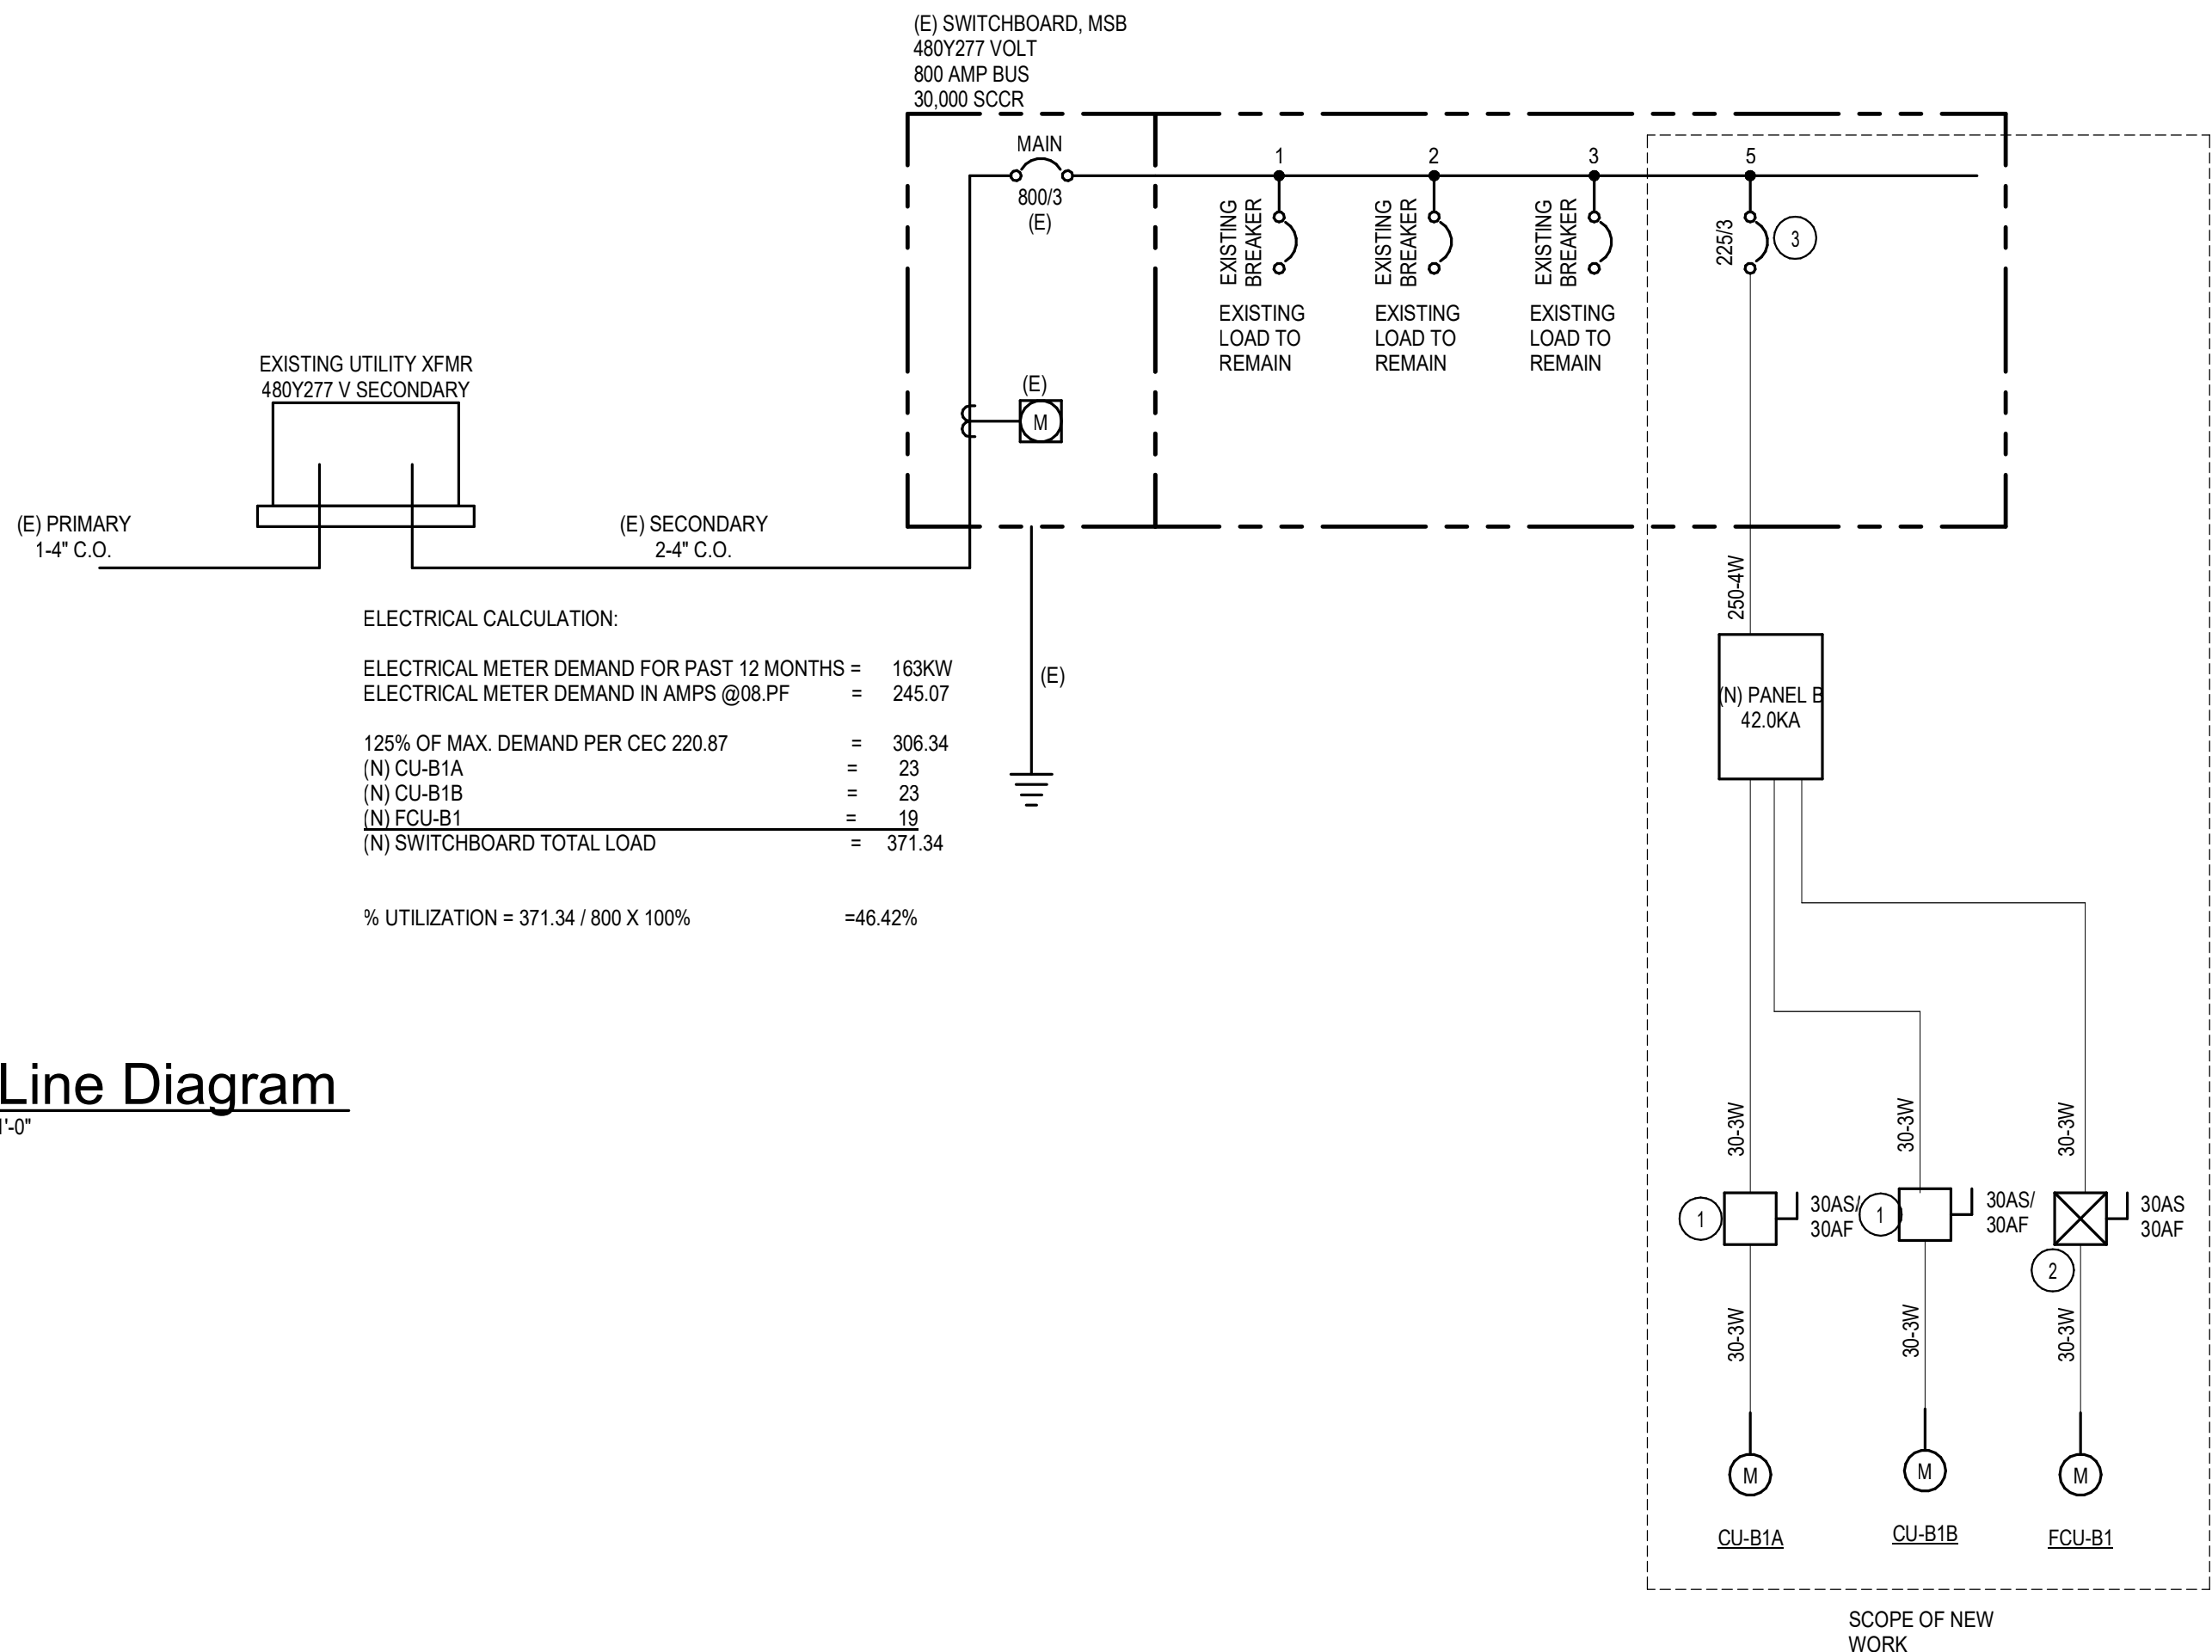 (E) SWITCHBOARD, MSB
480Y277 VOLT
800 AMP BUS
30,000 SCCR
MAIN
800/3
(E)
1
EXISTING
BREAKER
EXISTING
LOAD TO
REMAIN
2
EXISTING
BREAKER
EXISTING
LOAD TO
REMAIN
3
EXISTING
BREAKER
EXISTING
LOAD TO
REMAIN
5
225/3
3
(E)
M
EXISTING UTILITY XFMR
480Y277 V SECONDARY
(E) PRIMARY
1-4" C.O.
(E) SECONDARY
2-4" C.O.
(E)
ELECTRICAL CALCULATION:
ELECTRICAL METER DEMAND FOR PAST 12 MONTHS = 163KW
ELECTRICAL METER DEMAND IN AMPS @08.PF = 245.07
125% OF MAX. DEMAND PER CEC 220.87 = 306.34
(N) CU-B1A = 23
(N) CU-B1B = 23
(N) FCU-B1 = 19
(N) SWITCHBOARD TOTAL LOAD = 371.34
% UTILIZATION = 371.34 / 800 X 100% =46.42%
250-4W
(N) PANEL B
42.0KA
30-3W
30-3W
30-3W
1
30AS/
30AF
1
30AS/
30AF
30AS
30AF
2
30-3W
30-3W
30-3W
M
M
M
CU-B1A
CU-B1B
FCU-B1
SCOPE OF NEW
WORK
Line Diagram
1'-0"